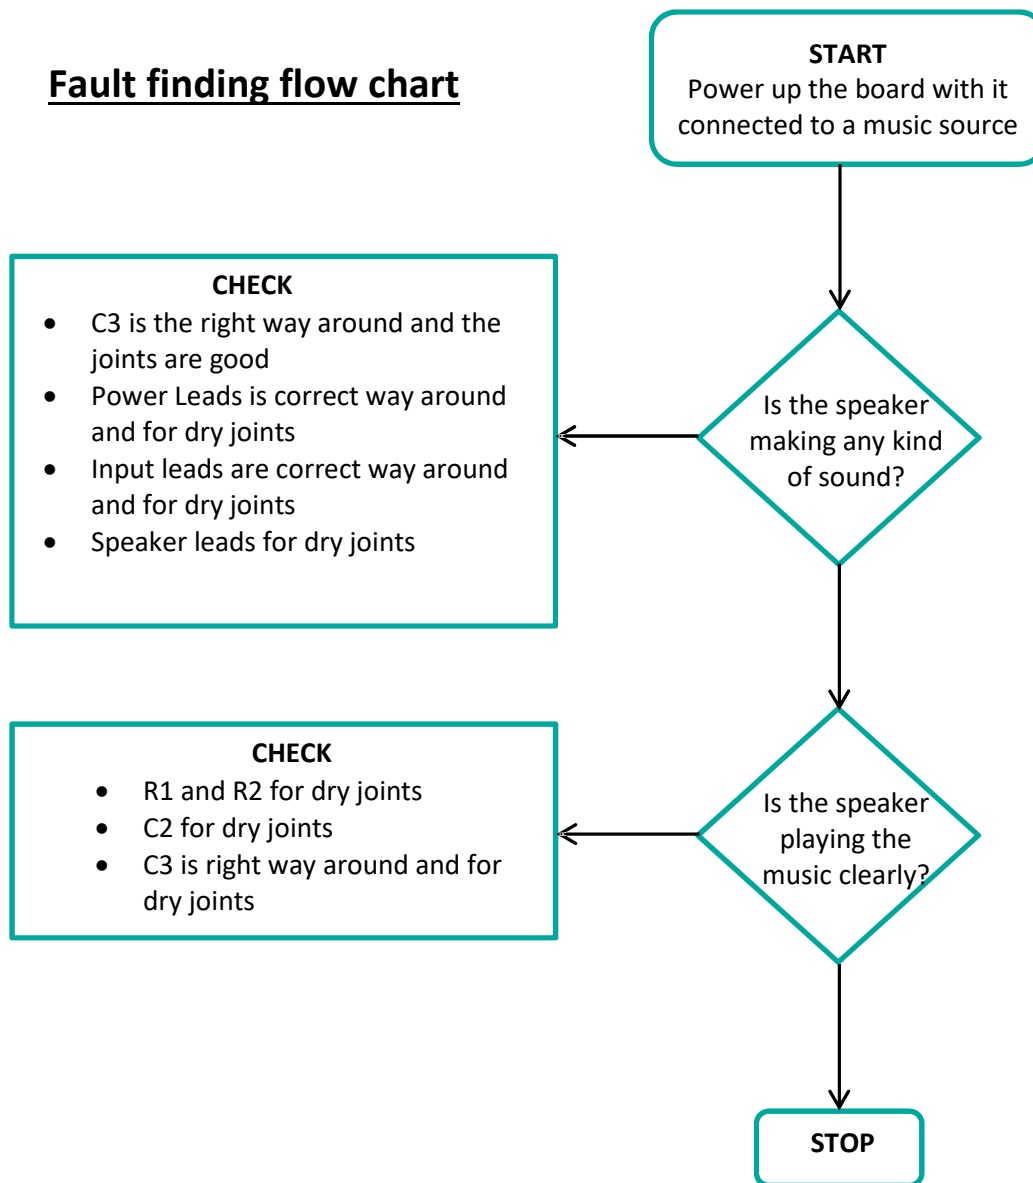 Fault finding flow chart
START
Power up the board with it
connected to a music source
CHECK
• C3 is the right way around and the
joints are good
• Power Leads is correct way around
and for dry joints
• Input leads are correct way around
and for dry joints
• Speaker leads for dry joints
Is the speaker
making any kind
of sound?
CHECK
• R1 and R2 for dry joints
• C2 for dry joints
• C3 is right way around and for
dry joints
Is the speaker
playing the
music clearly?
STOP